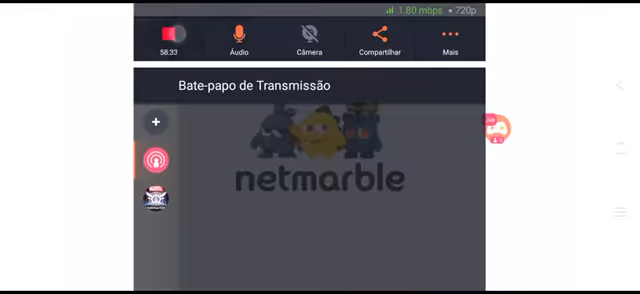 1.80 mbps • 720p
58:33
Áudio
Câmera
Compartilhar
Mais
Bate-papo de Transmissão
netmarble